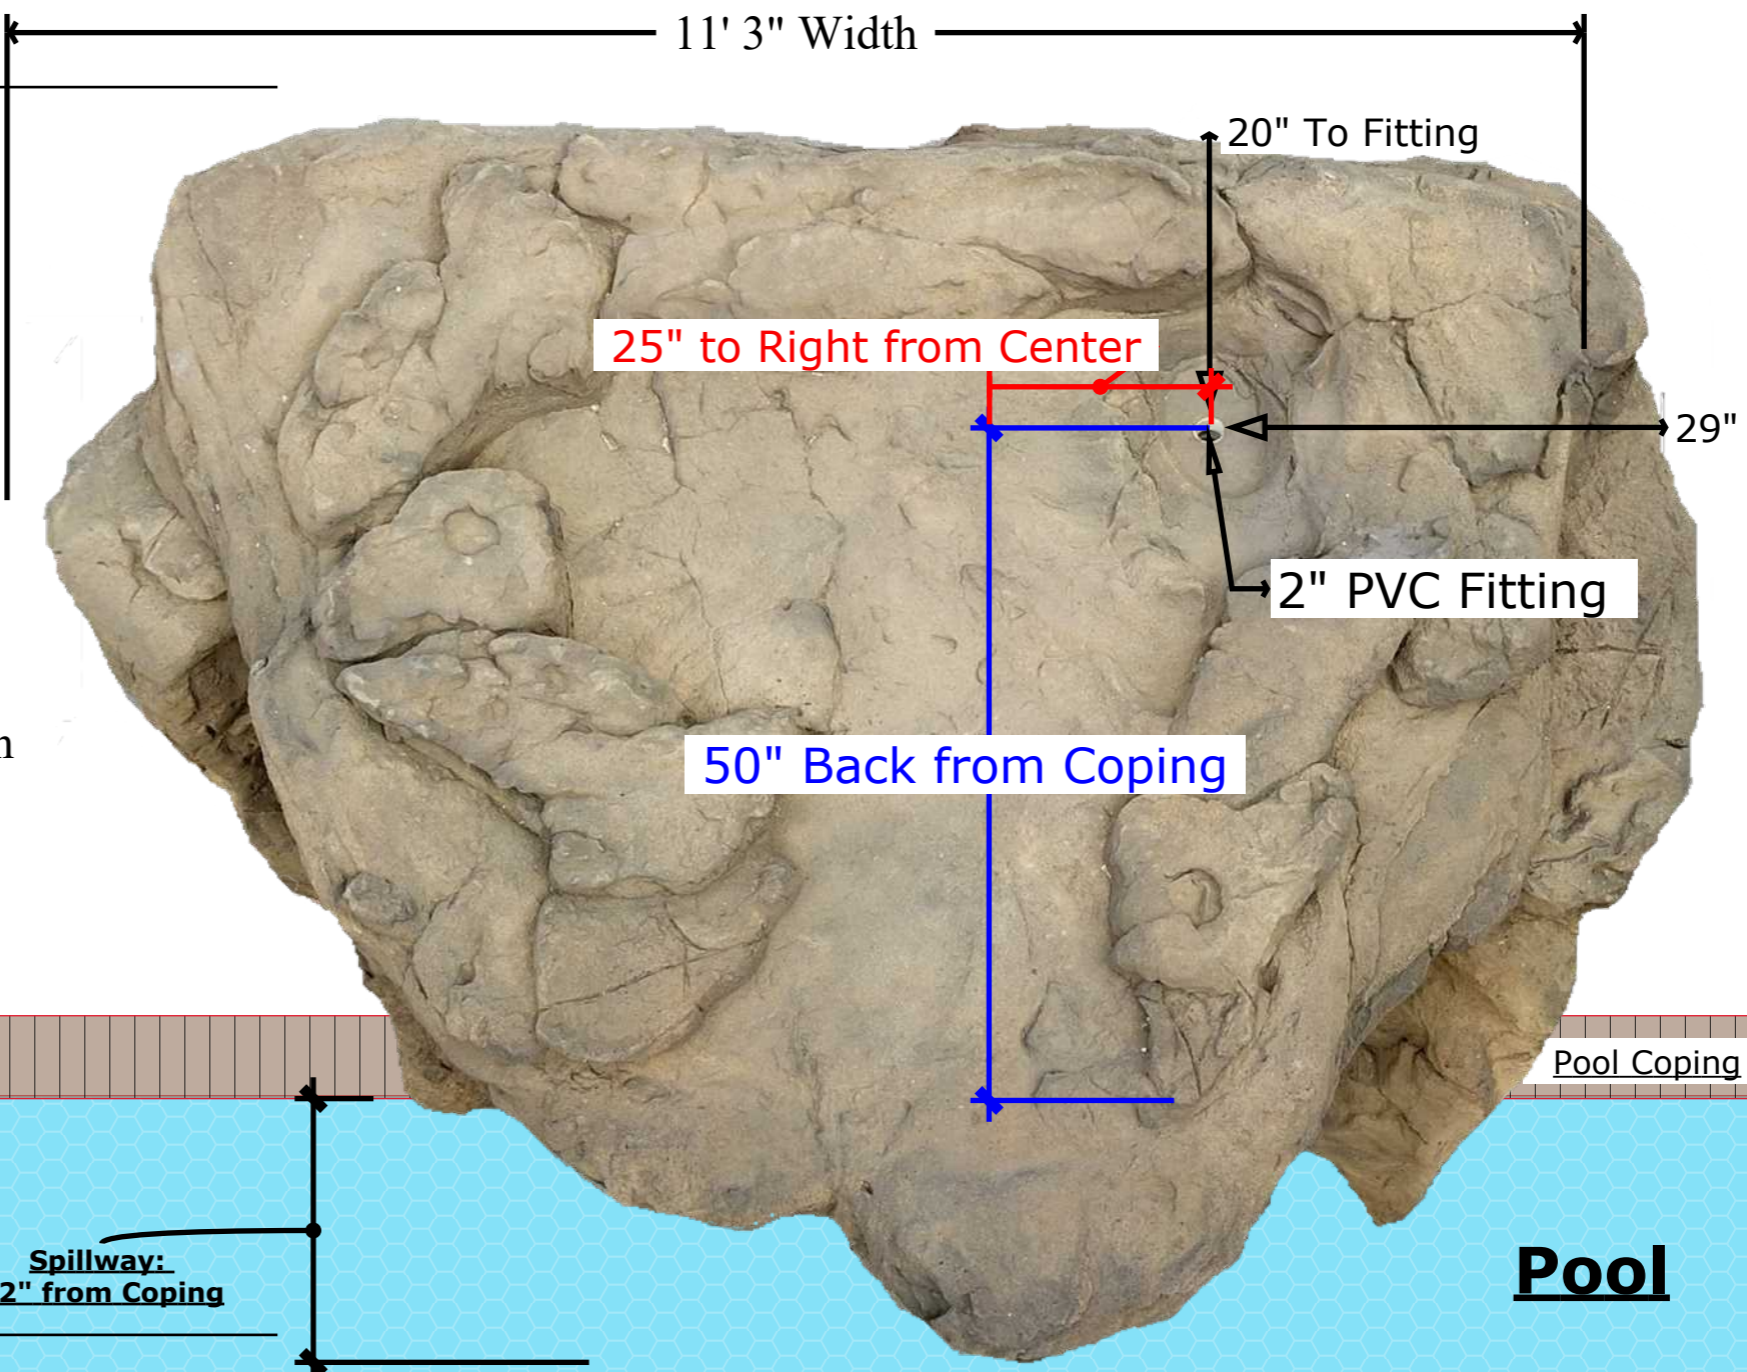 11' 3" Width
20" To Fitting
25" to Right from Center
29"
2" PVC Fitting
50" Back from Coping
Pool Coping
Spillway:
2" from Coping
Pool